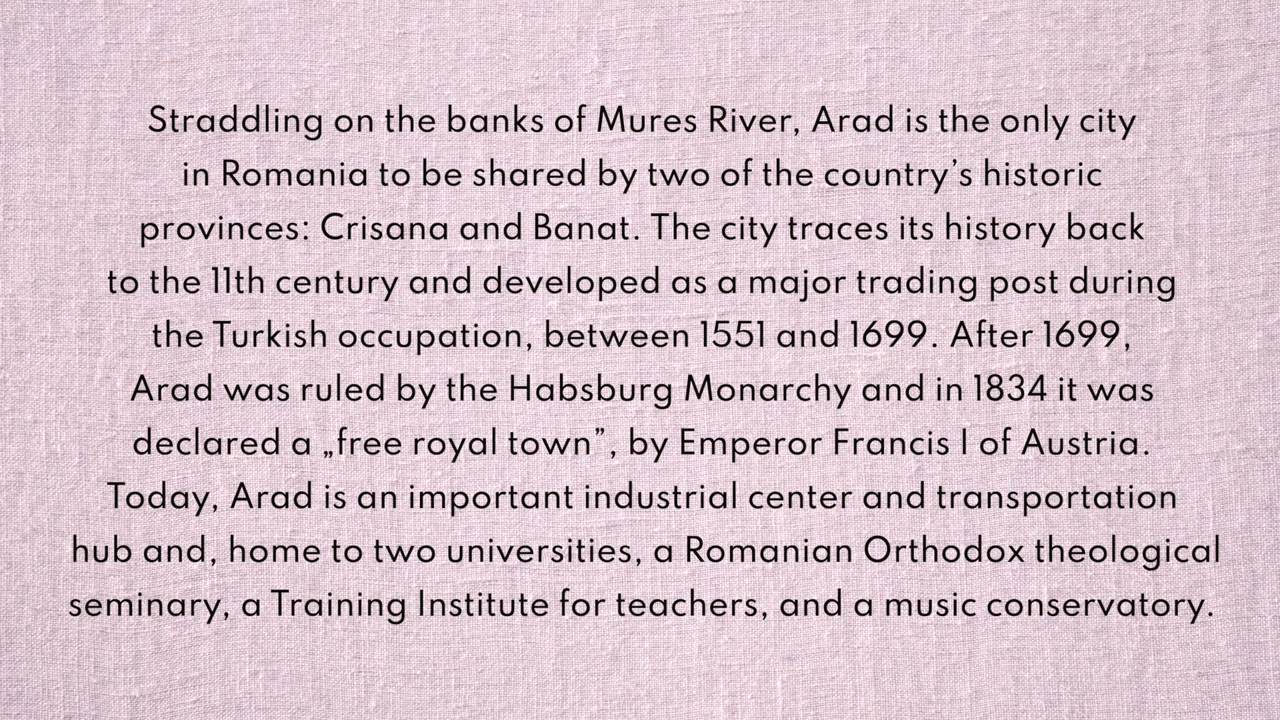 Straddling on the banks of Mures River, Arad is the only city
in Romania to be shared by two of the country’s historic
provinces: Crisana and Banat. The city traces its history back
to the 11th century and developed as a major trading post during
the Turkish occupation, between 1551 and 1699. After 1699,
Arad was ruled by the Habsburg Monarchy and in 1834 it was
declared a „free royal town”, by Emperor Francis I of Austria.
Today, Arad is an important industrial center and transportation
hub and, home to two universities, a Romanian Orthodox theological
seminary, a Training Institute for teachers, and a music conservatory.